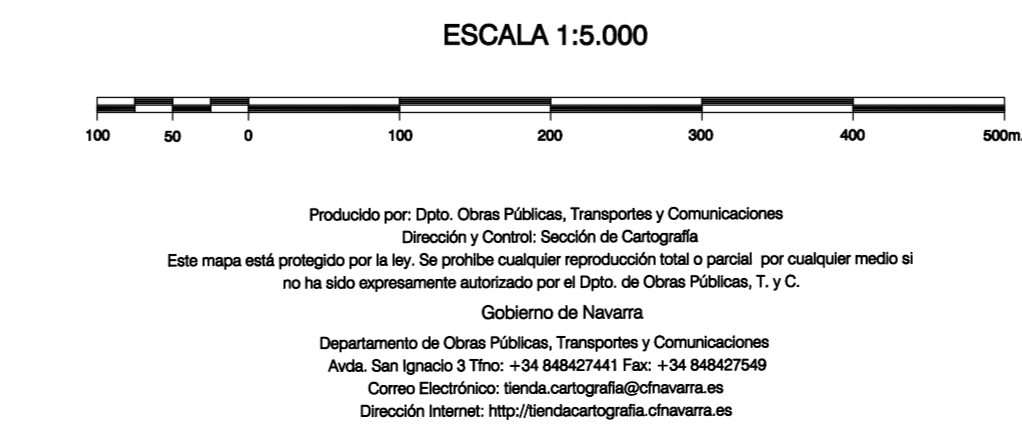 ESCALA 1:5.000
100 50 0 100 200 300 400 500m.
Producido por: Dpto. Obras Públicas, Transportes y Comunicaciones
Dirección y Control: Sección de Cartografía
Este mapa está protegido por la ley. Se prohibe cualquier reproducción total o parcial por cualquier medio si
no ha sido expresamente autorizado por el Dpto. de Obras Públicas, T. y C.
Gobierno de Navarra
Departamento de Obras Públicas, Transportes y Comunicaciones
Avda. San Ignacio 3 Tfno: +34 848427441 Fax: +34 848427549
Correo Electrónico: tienda.cartografia@cfnavarra.es
Dirección Internet: http://tiendacartografia.cfnavarra.es